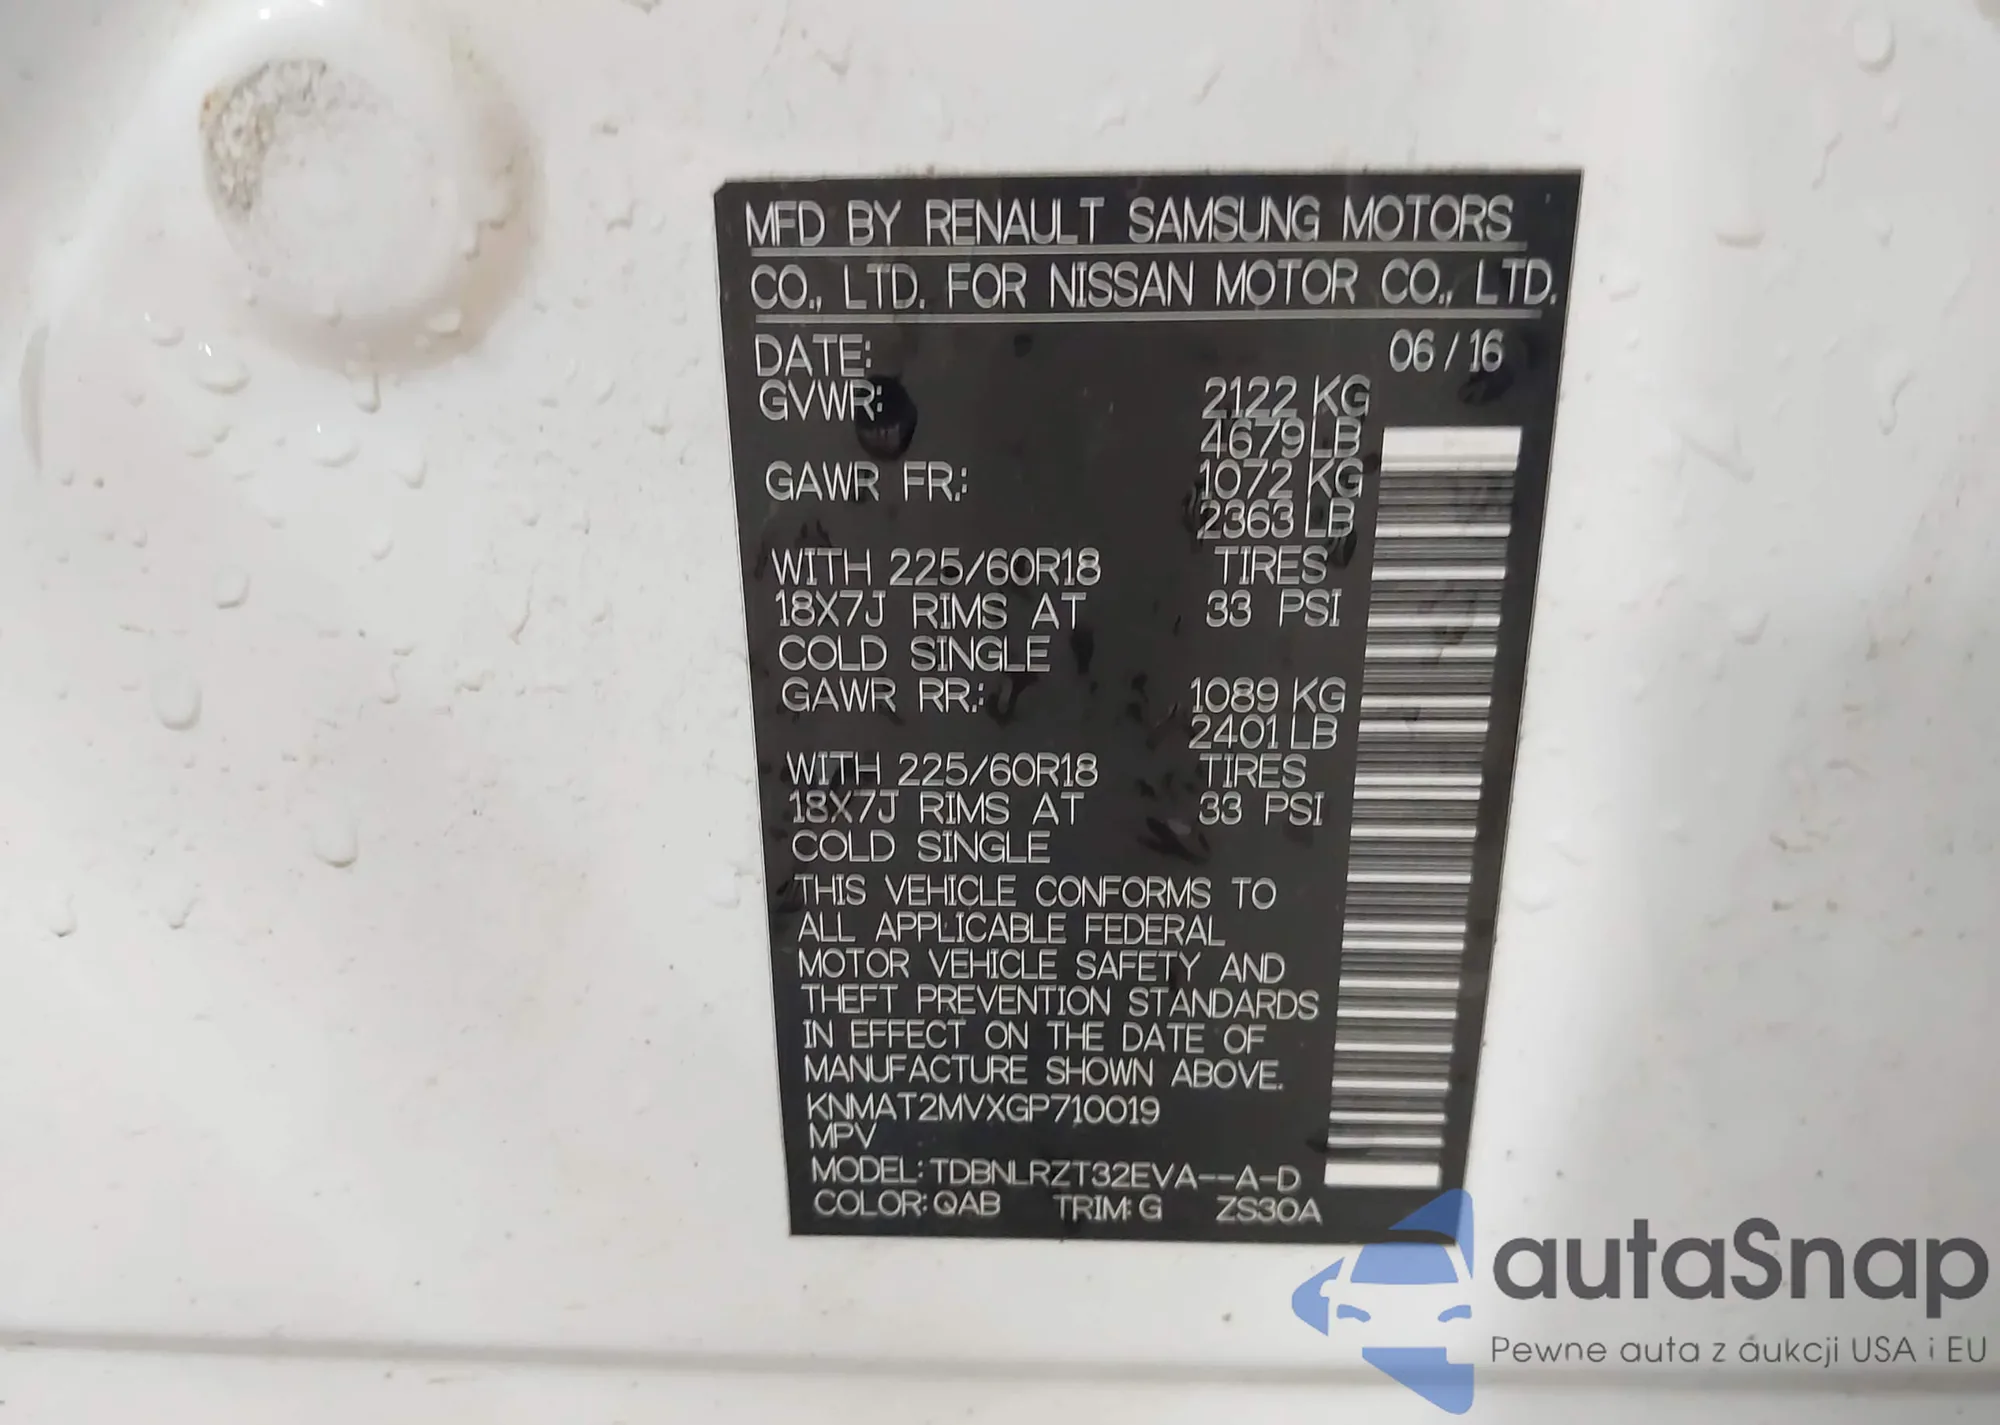 MFD BY RENAULT SAMSUNG MOTORS
CO., LTD. FOR NISSAN MOTOR CO., LTD.
DATE: 06 / 16
GVWR: 2122 KG
4679 LB
GAWR FR.: 1072 KG
2363 LB
WITH 225/60R18 TIRES
18X7J RIMS AT 33 PSI
COLD SINGLE
GAWR RR.: 1089 KG
2401 LB
WITH 225/60R18 TIRES
18X7J RIMS AT 33 PSI
COLD SINGLE
THIS VEHICLE CONFORMS TO
ALL APPLICABLE FEDERAL
MOTOR VEHICLE SAFETY AND
THEFT PREVENTION STANDARDS
IN EFFECT ON THE DATE OF
MANUFACTURE SHOWN ABOVE.
KNMAT2MVXGP710019
MPV
MODEL: TDBNLRZT32EVA--A-D
COLOR: QAB TRIM: G ZS30A
autaSnap
Pewne auta z aukcji USA i EU